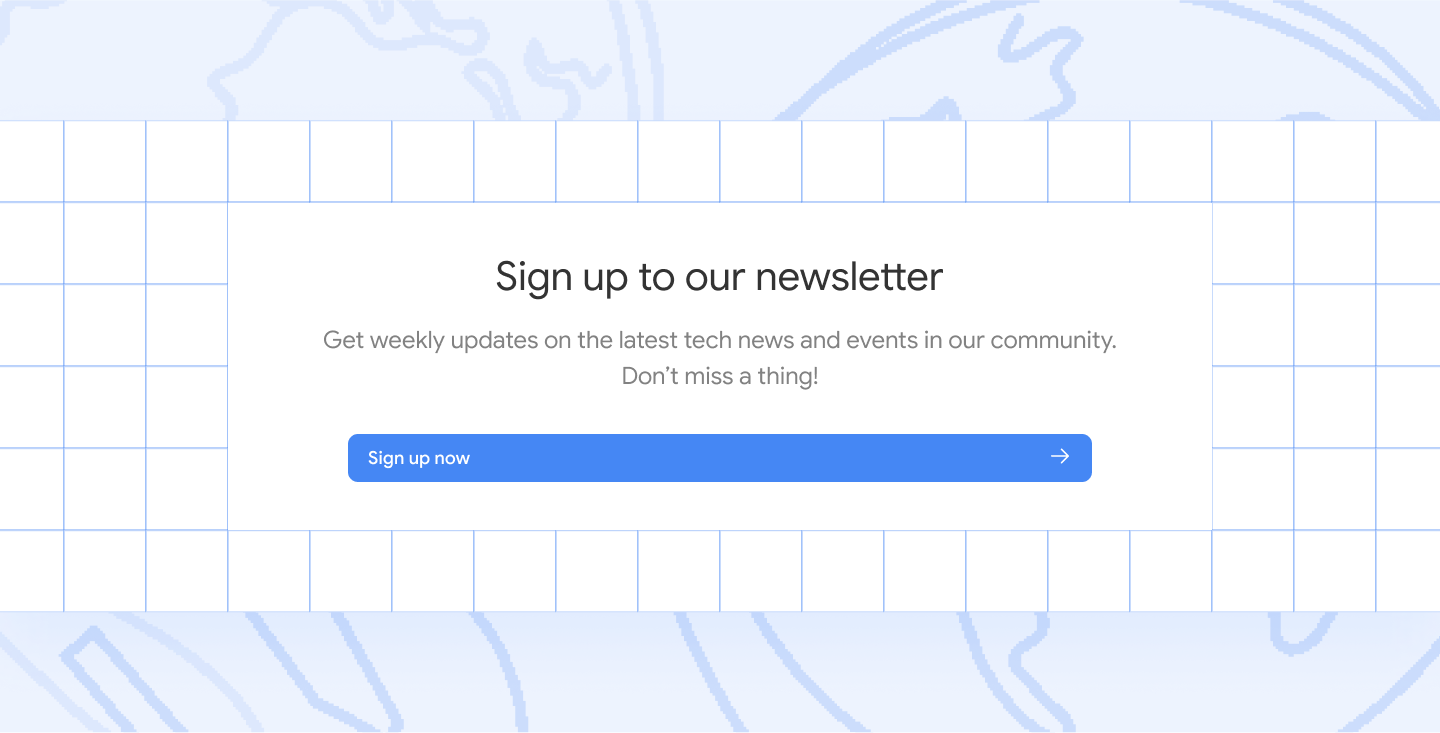 Sign up to our newsletter
Get weekly updates on the latest tech news and events in our community.
Don’t miss a thing!
Sign up now